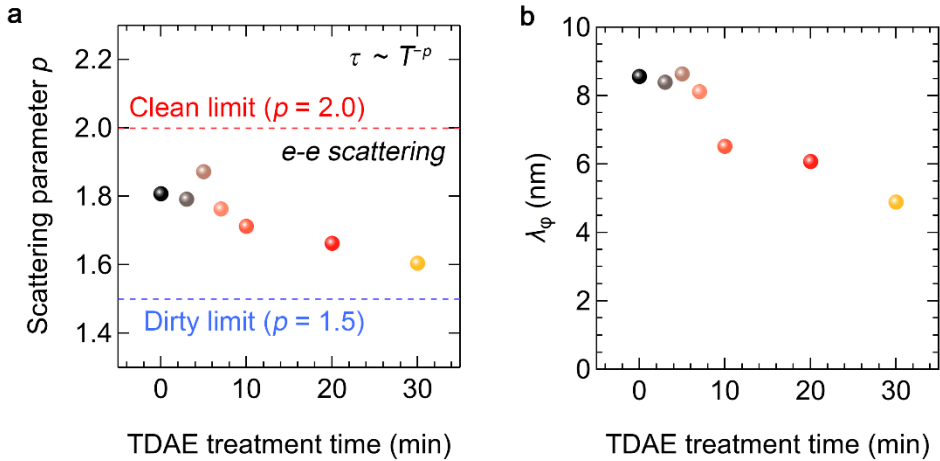 a
2.2
2.0
1.8
1.6
1.4
Scattering parameter p
τ ~ T⁻ᵖ
Clean limit (p = 2.0)
e-e scattering
Dirty limit (p = 1.5)
0 10 20 30
TDAE treatment time (min)
b
10
8
6
4
2
0
λφ (nm)
0 10 20 30
TDAE treatment time (min)